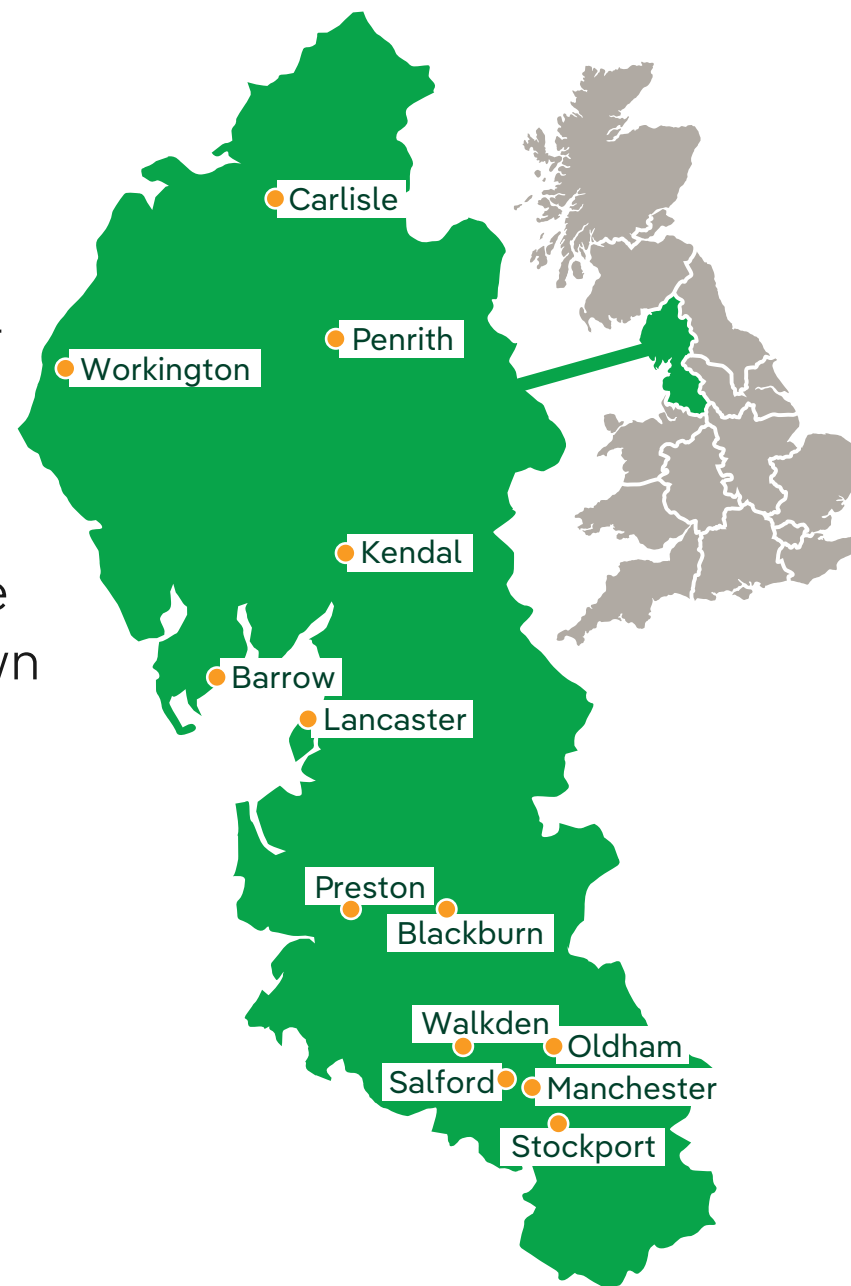 Carlisle
Penrith
Workington
Kendal
Barrow
Lancaster
Preston
Blackburn
Walkden
Oldham
Salford
Manchester
Stockport